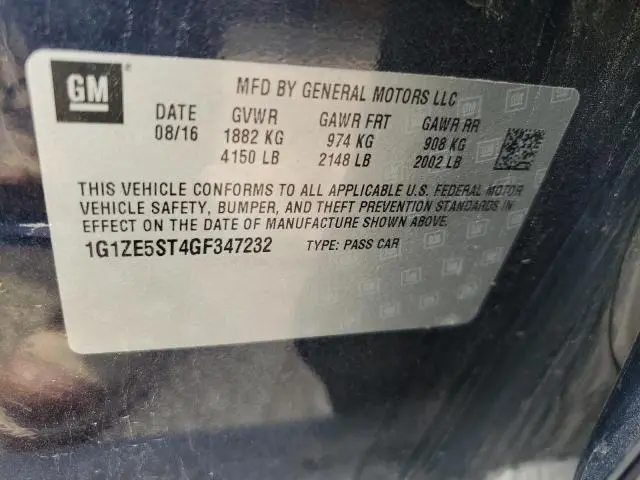 GM
MFD BY GENERAL MOTORS LLC
DATE GVWR GAWR FRT GAWR RR
08/16 1882 KG 974 KG 908 KG
4150 LB 2148 LB 2002 LB
THIS VEHICLE CONFORMS TO ALL APPLICABLE U.S. FEDERAL MOTOR
VEHICLE SAFETY, BUMPER, AND THEFT PREVENTION STANDARDS IN
EFFECT ON THE DATE OF MANUFACTURE SHOWN ABOVE.
1G1ZE5ST4GF347232 TYPE: PASS CAR